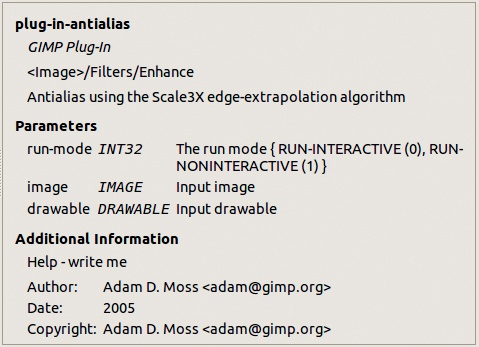 plug-in-antialias
GIMP Plug-In
<Image>/Filters/Enhance
Antialias using the Scale3X edge-extrapolation algorithm
Parameters
run-mode INT32 The run mode { RUN-INTERACTIVE (0), RUN-
NONINTERACTIVE (1) }
image IMAGE Input image
drawable DRAWABLE Input drawable
Additional Information
Help - write me
Author: Adam D. Moss <adam@gimp.org>
Date: 2005
Copyright: Adam D. Moss <adam@gimp.org>